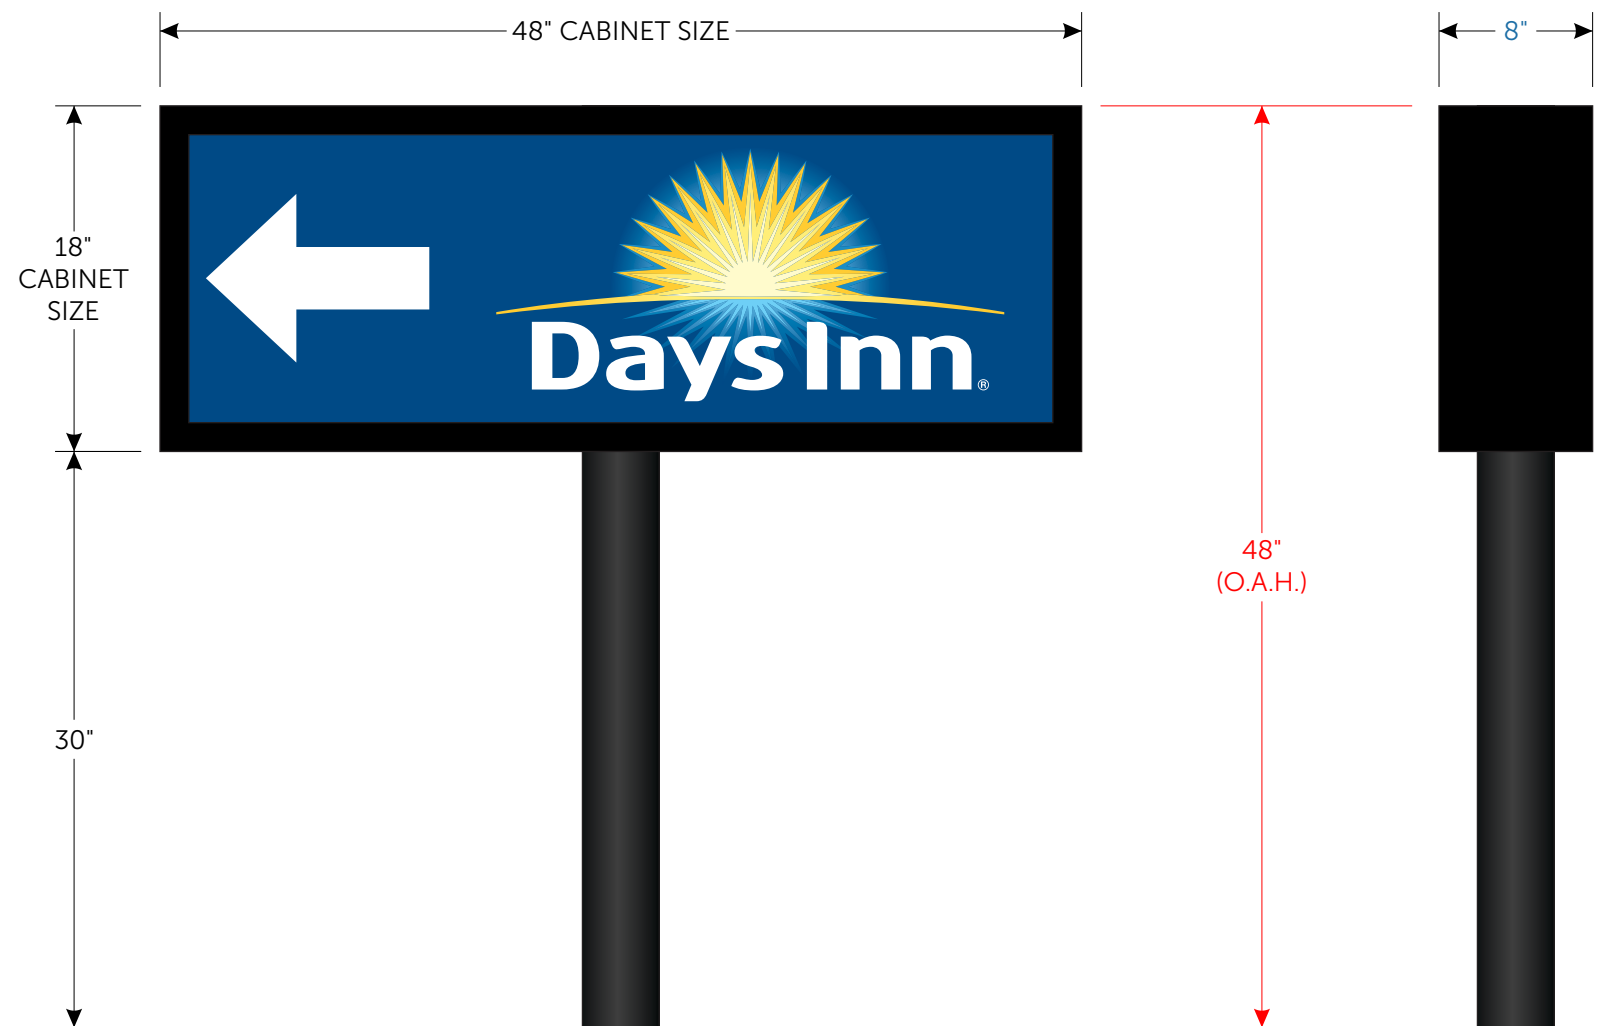 48" CABINET SIZE
8"
18"
CABINET
SIZE
Days Inn®
48"
(O.A.H.)
30"